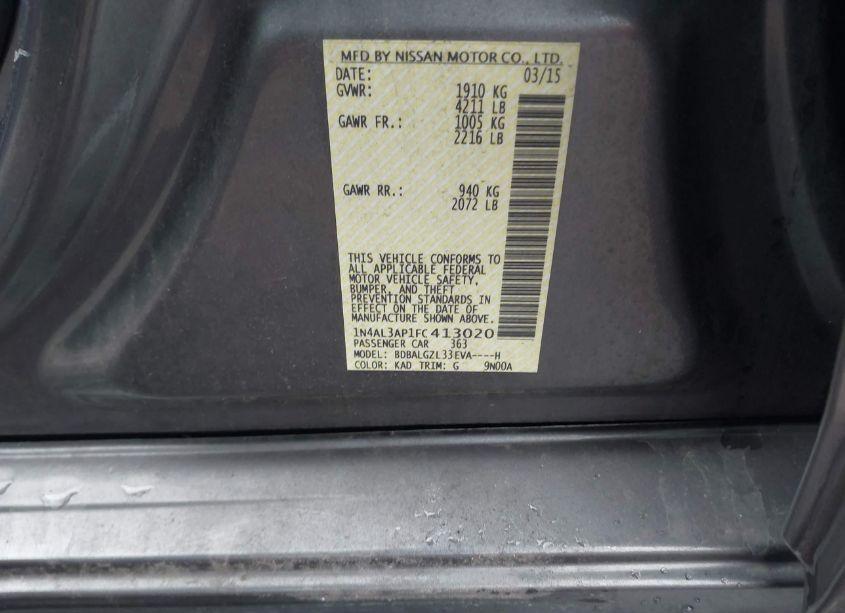 MFD BY NISSAN MOTOR CO., LTD.
DATE: 03/15
GVWR: 1910 KG
4211 LB
GAWR FR.: 1005 KG
2216 LB
GAWR RR.: 940 KG
2072 LB
THIS VEHICLE CONFORMS TO
ALL APPLICABLE FEDERAL
MOTOR VEHICLE SAFETY,
BUMPER, AND THEFT
PREVENTION STANDARDS IN
EFFECT ON THE DATE OF
MANUFACTURE SHOWN ABOVE.
1N4AL3AP1FC413020
PASSENGER CAR 363
MODEL: BDBALGZL33EVA----H
COLOR: KAD TRIM: G 9N00A